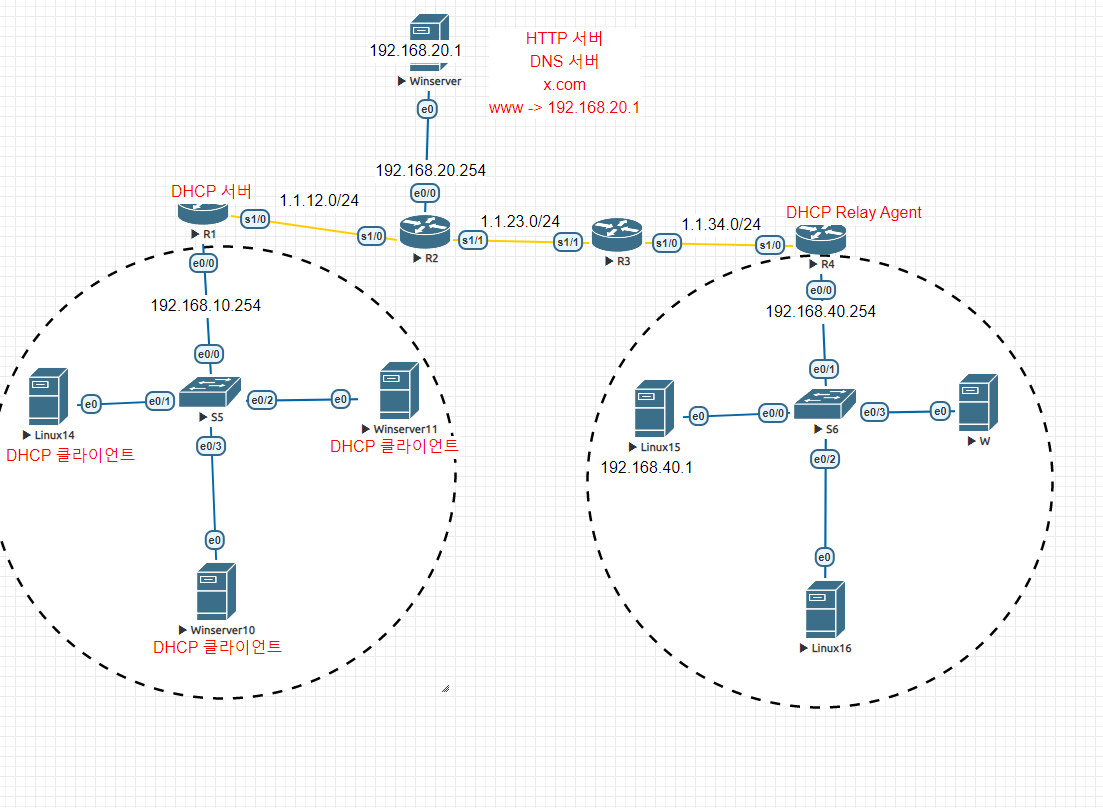 192.168.20.1
Winserver
HTTP 서버
DNS 서버
x.com
www -> 192.168.20.1
e0
192.168.20.254
e0/0
DHCP 서버
s1/0
R1
1.1.12.0/24
s1/0
R2
s1/1
1.1.23.0/24
s1/1
R3
s1/0
1.1.34.0/24
s1/0
DHCP Relay Agent
R4
e0/0
192.168.10.254
e0/0
e0/0
192.168.40.254
e0/1
Linux14
DHCP 클라이언트
e0
e0/1
S5
e0/2
e0
Winserver11
DHCP 클라이언트
e0/3
e0
Winserver10
DHCP 클라이언트
Linux15
192.168.40.1
e0
e0/0
S6
e0/3
e0
W
e0/2
e0
Linux16